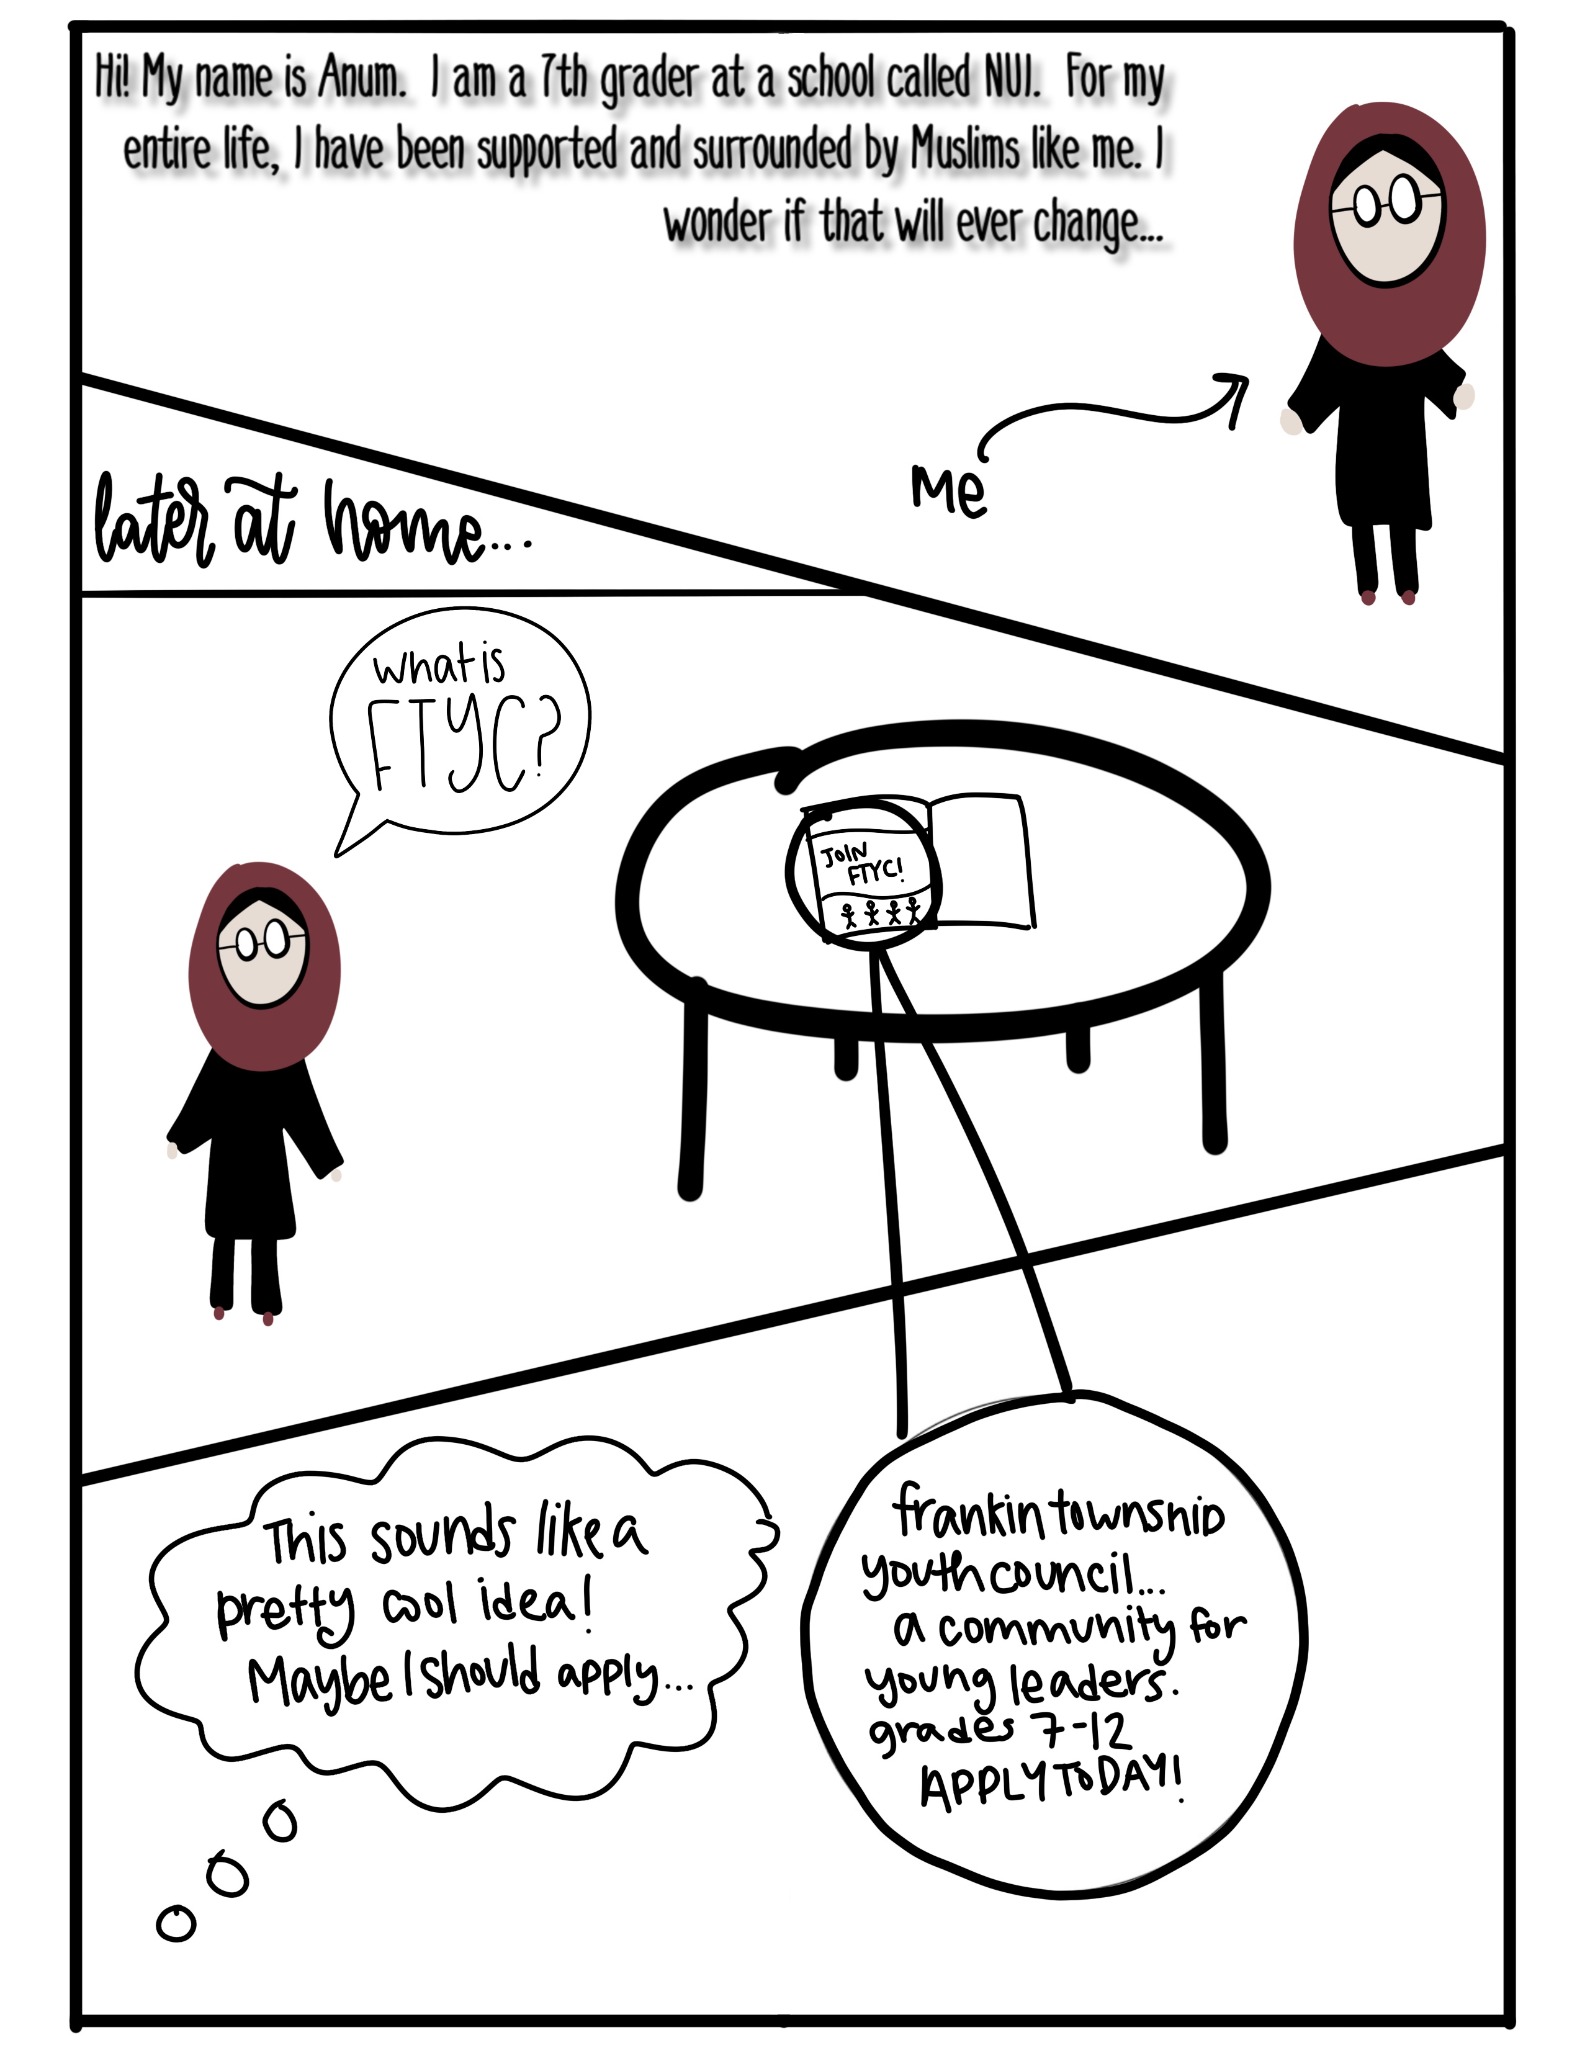 Hi! My name is Anum. I am a 7th grader at a school called NUI. For my
entire life, I have been supported and surrounded by Muslims like me. I
wonder if that will ever change...
Me
later at home...
what is
FTYC?
JOIN
FTYC!
This sounds like a
pretty cool idea!
Maybe I should apply...
frankin township
youth council...
a community for
young leaders.
grades 7-12
APPLY TODAY!